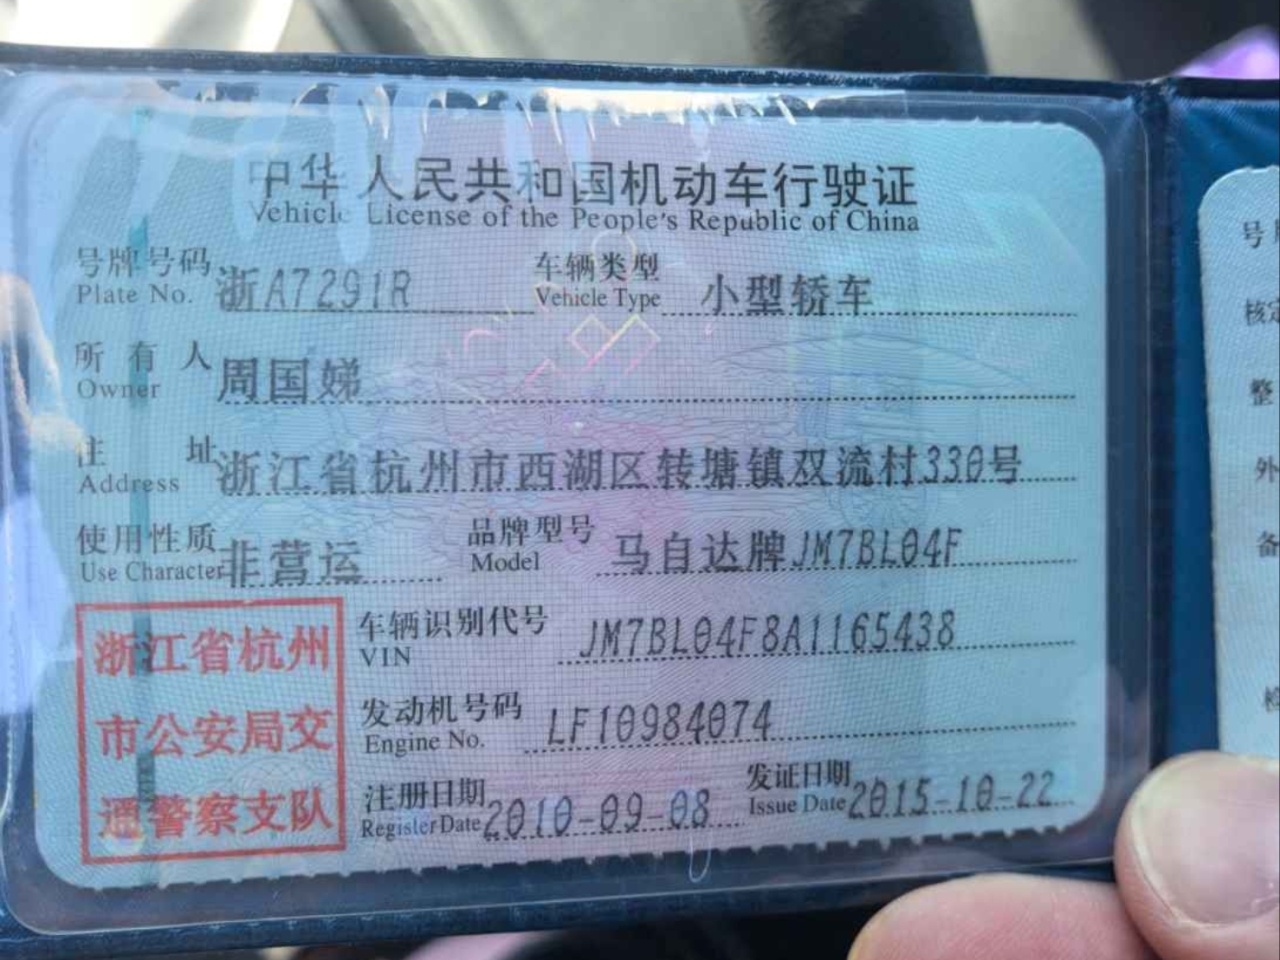 中华人民共和国机动车行驶证
Vehicle License of the People's Republic of China
号牌号码 浙A7291R 车辆类型 小型轿车
Plate No. Vehicle Type
所有人 周国娣
Owner
住址 浙江省杭州市西湖区转塘镇双流村330号
Address
使用性质 非营运 品牌型号 马自达牌JM7BL04F
Use Character Model
浙江省杭州
市公安局交
通警察支队
车辆识别代号 JM7BL04F8A1165438
VIN
发动机号码 LF10984074
Engine No.
注册日期 2010-09-08 发证日期 2015-10-22
Register Date Issue Date
号
核定
整
外
备